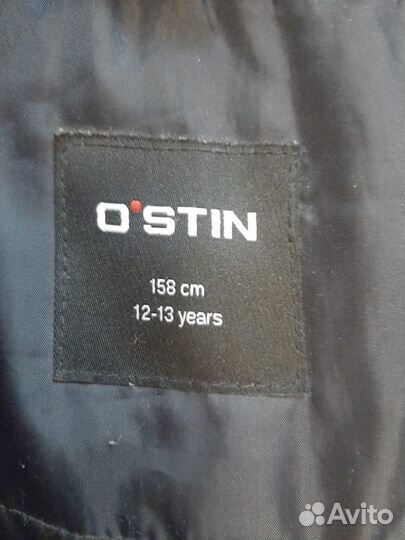 O'STIN
158 cm
12-13 years
Avito